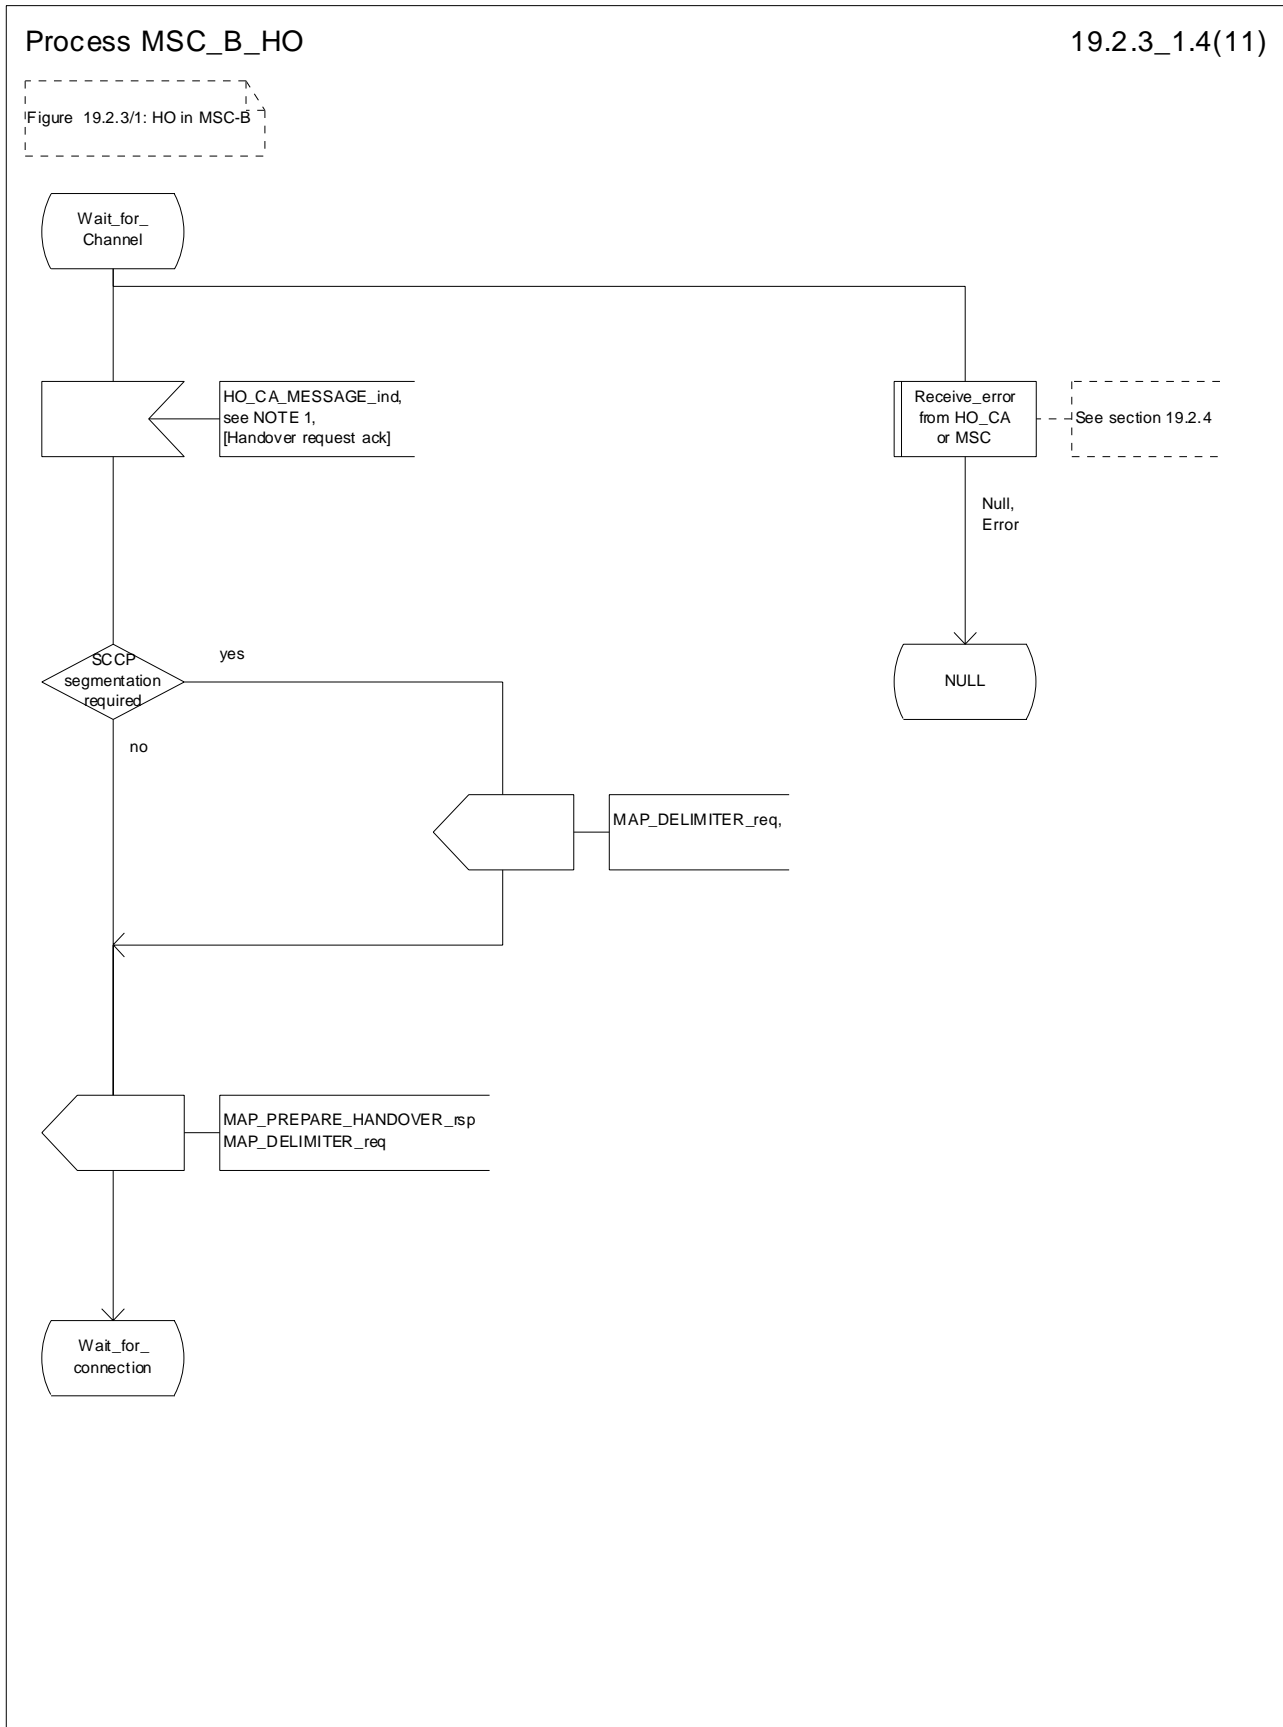 Process MSC_B_HO
19.2.3_1.4(11)
Figure 19.2.3/1: HO in MSC-B
Wait_for_
Channel
HO_CA_MESSAGE_ind,
see NOTE 1,
[Handover request ack]
Receive_error
from HO_CA
or MSC
See section 19.2.4
Null,
Error
SCCP
segmentation
required
yes
NULL
no
MAP_DELIMITER_req,
MAP_PREPARE_HANDOVER_rsp
MAP_DELIMITER_req
Wait_for_
connection